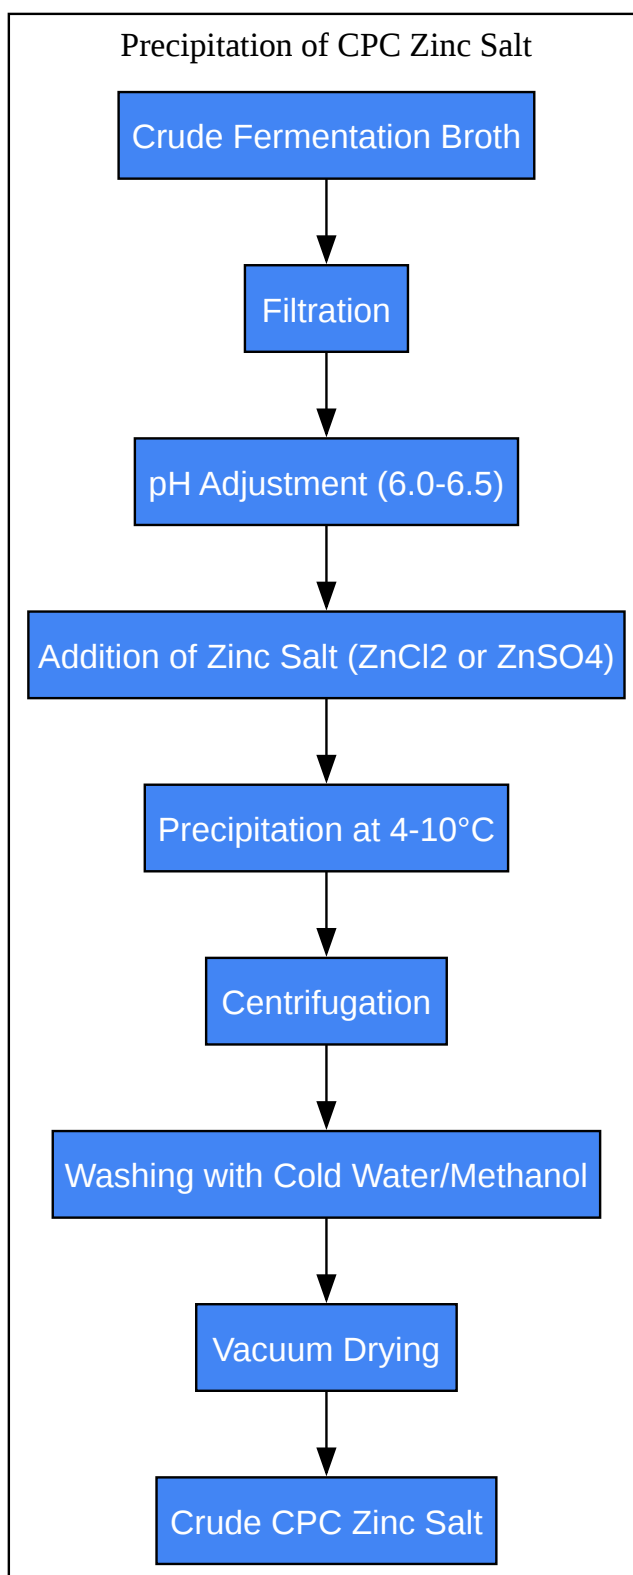 Precipitation of CPC Zinc Salt
Crude Fermentation Broth
Filtration
pH Adjustment (6.0-6.5)
Addition of Zinc Salt (ZnCl2 or ZnSO4)
Precipitation at 4-10°C
Centrifugation
Washing with Cold Water/Methanol
Vacuum Drying
Crude CPC Zinc Salt